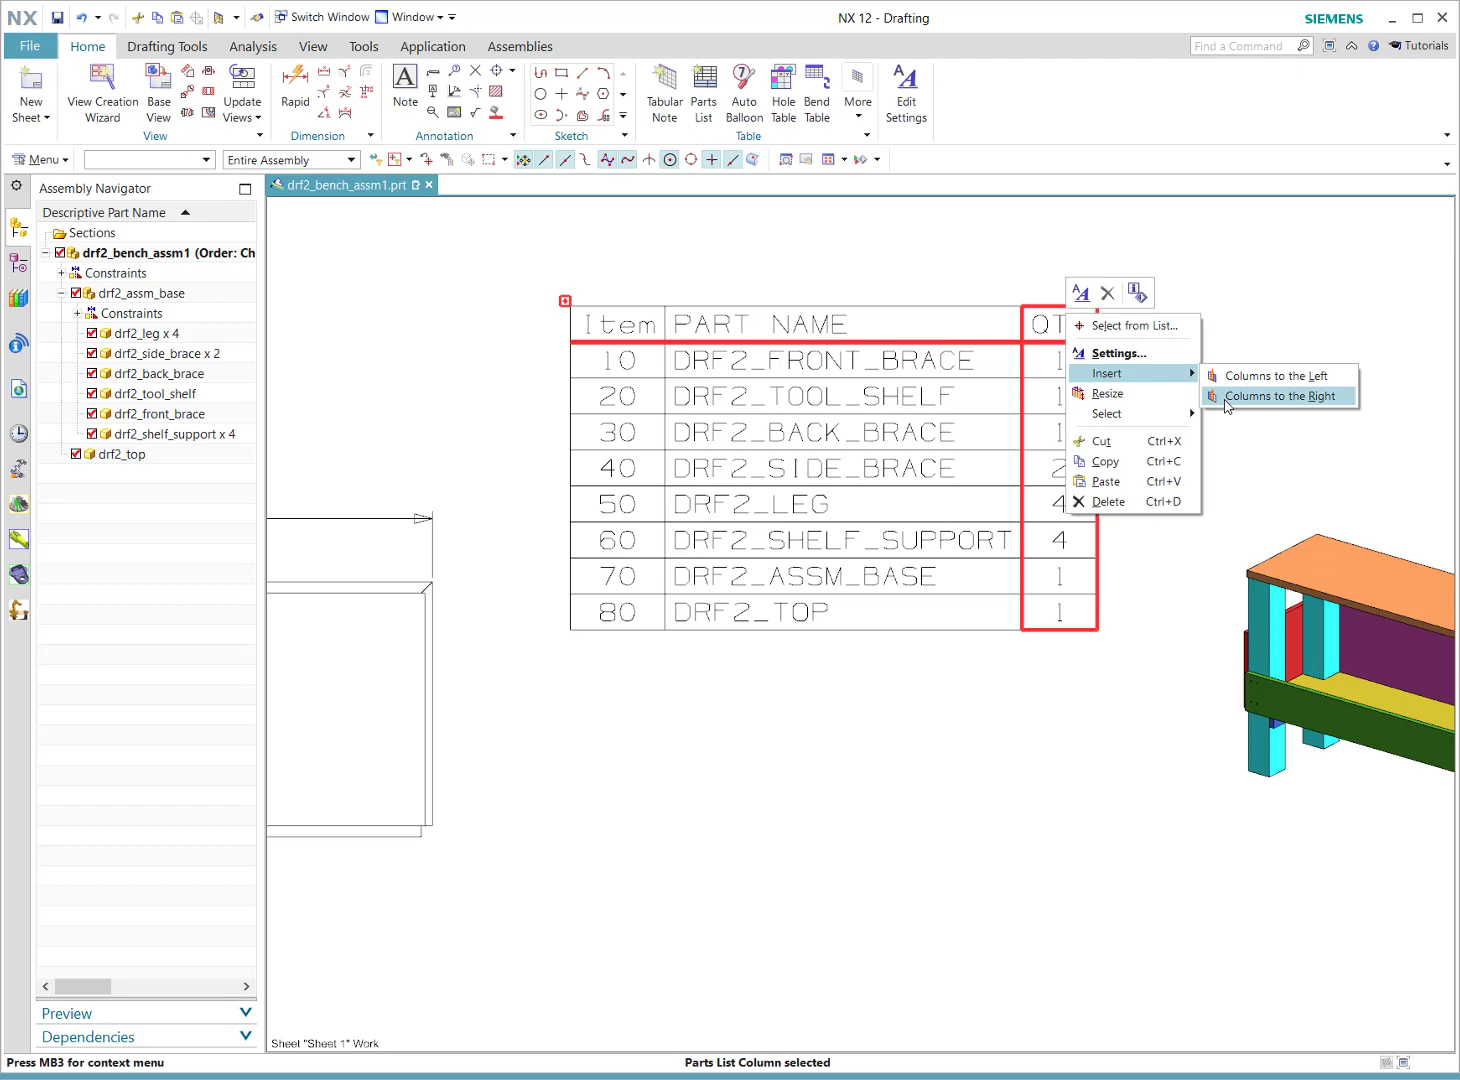 NX
Switch Window
Window
NX 12 - Drafting
SIEMENS
File
Home
Drafting Tools
Analysis
View
Tools
Application
Assemblies
Find a Command
Tutorials
New
Sheet
View Creation
Wizard
Base
View
Update
Views
View
Rapid
Dimension
A
Note
Annotation
Sketch
Tabular
Note
Parts
List
Auto
Balloon
Hole
Table
Bend
Table
More
Table
Edit
Settings
Menu
Entire Assembly
Assembly Navigator
drf2_bench_assm1.prt
Descriptive Part Name
Sections
drf2_bench_assm1 (Order: Ch
Constraints
drf2_assm_base
Constraints
drf2_leg x 4
drf2_side_brace x 2
drf2_back_brace
drf2_tool_shelf
drf2_front_brace
drf2_shelf_support x 4
drf2_top
Item PART NAME QT
10 DRF2_FRONT_BRACE 1
20 DRF2_TOOL_SHELF 1
30 DRF2_BACK_BRACE 1
40 DRF2_SIDE_BRACE 2
50 DRF2_LEG 4
60 DRF2_SHELF_SUPPORT 4
70 DRF2_ASSM_BASE 1
80 DRF2_TOP 1
Select from List...
Settings...
Insert
Columns to the Left
Columns to the Right
Resize
Select
Cut Ctrl+X
Copy Ctrl+C
Paste Ctrl+V
Delete Ctrl+D
Preview
Dependencies
Sheet "Sheet 1" Work
Press MB3 for context menu
Parts List Column selected